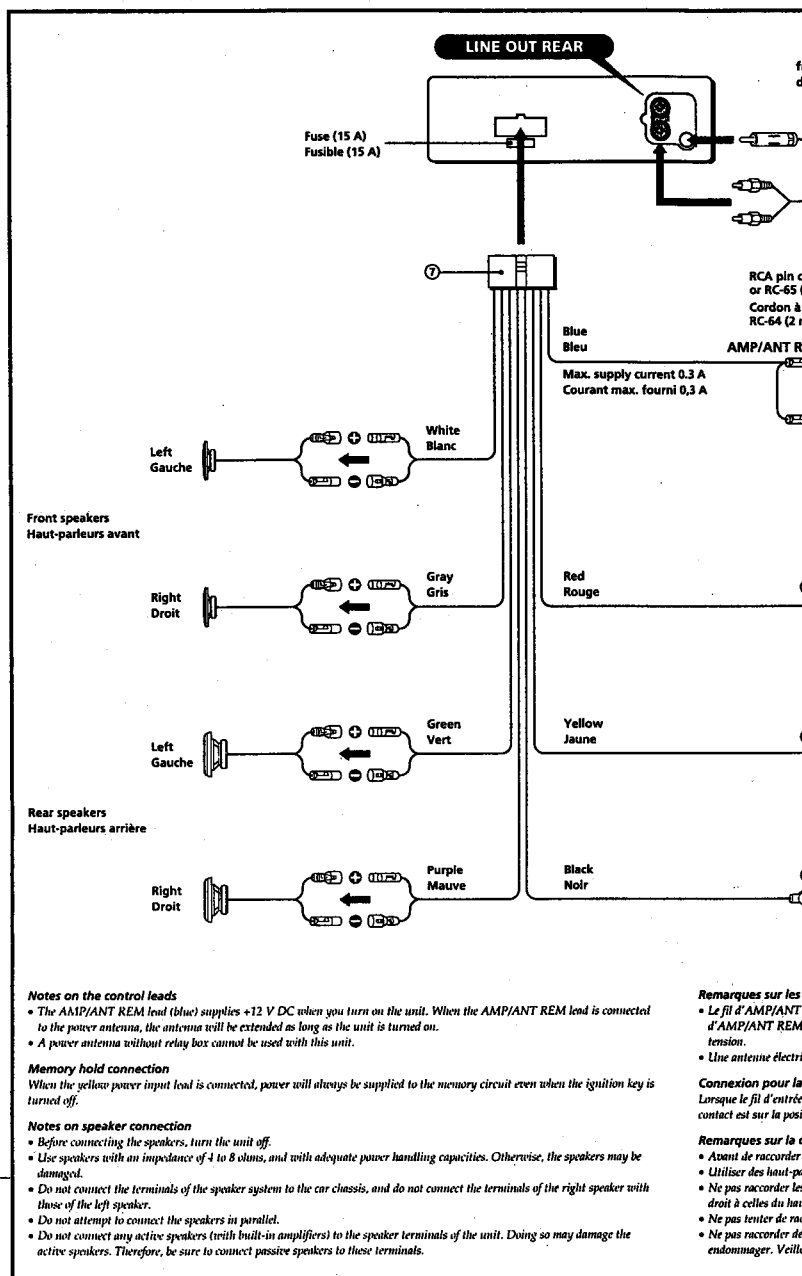 LINE OUT REAR
Fuse (15 A)
Fusible (15 A)
7
RCA pin
or RC-65 (
Cordon à
RC-64 (2
Blue
Bleu
AMP/ANT R
Max. supply current 0.3 A
Courant max. fourni 0,3 A
White
Blanc
Left
Gauche
Front speakers
Haut-parleurs avant
Gray
Gris
Right
Droit
Red
Rouge
Green
Vert
Left
Gauche
Yellow
Jaune
Rear speakers
Haut-parleurs arrière
Purple
Mauve
Right
Droit
Black
Noir
Notes on the control leads
• The AMP/ANT REM lead (blue) supplies +12 V DC when you turn on the unit. When the AMP/ANT REM lead is connected
to the power antenna, the antenna will be extended as long as the unit is turned on.
• A power antenna without relay box cannot be used with this unit.
Memory hold connection
When the yellow power input lead is connected, power will always be supplied to the memory circuit even when the ignition key is
turned off.
Notes on speaker connection
• Before connecting the speakers, turn the unit off.
• Use speakers with an impedance of 4 to 8 ohms, and with adequate power handling capacities. Otherwise, the speakers may be
damaged.
• Do not connect the terminals of the speaker system to the car chassis, and do not connect the terminals of the right speaker with
those of the left speaker.
• Do not attempt to connect the speakers in parallel.
• Do not connect any active speakers (with built-in amplifiers) to the speaker terminals of the unit. Doing so may damage the
active speakers. Therefore, be sure to connect passive speakers to these terminals.
Remarques sur les
• Le fil d'AMP/ANT
d'AMP/ANT REM
tension.
• Une antenne électri
Connexion pour la
Lorsque le fil d'entrée
contact est sur la posi
Remarques sur la
• Avant de raccorder
• Utiliser des haut-pa
• Ne pas raccorder les
droit à celles du hau
• Ne pas tenter de rac
• Ne pas raccorder de
endommager. Veille